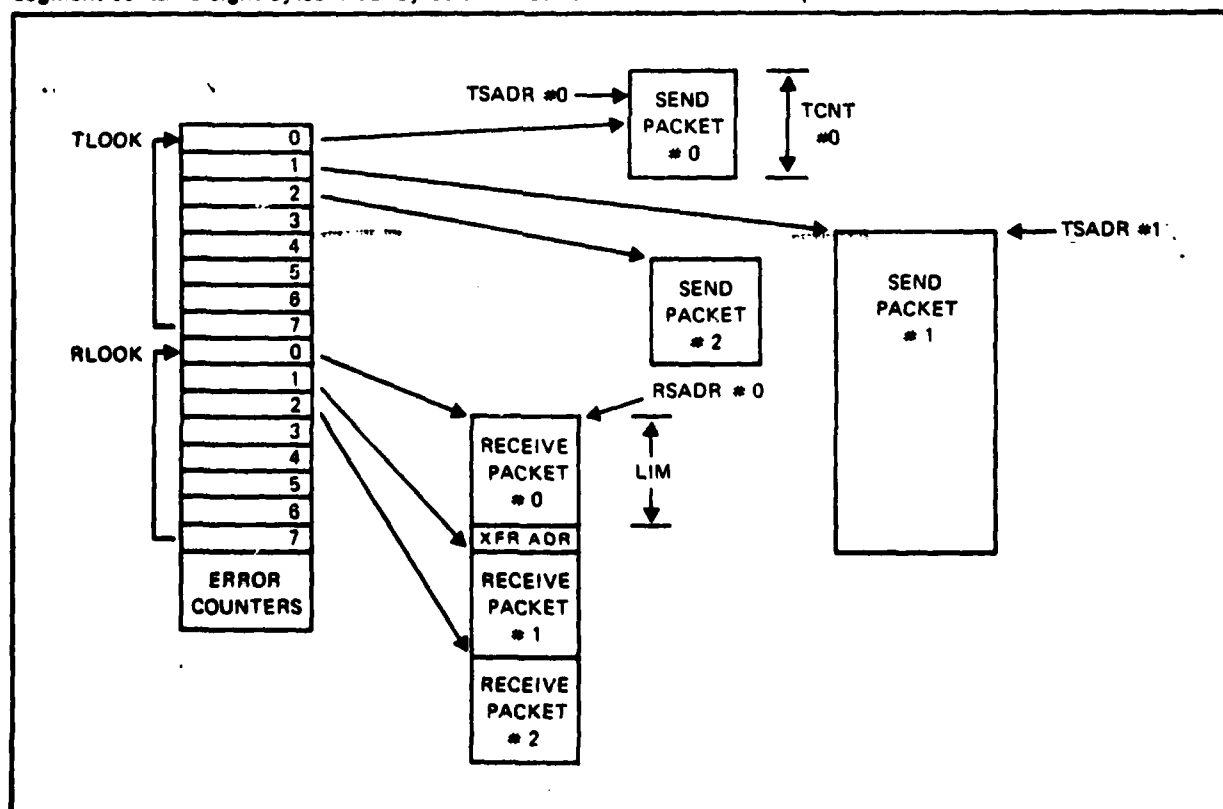 TSADR #0
SEND
PACKET
# 0
TCNT
#0
TLOOK
0
1
2
3
4
5
6
7
TSADR #1
SEND
PACKET
# 1
SEND
PACKET
# 2
RLOOK
0
1
2
3
4
5
6
7
ERROR
COUNTERS
RSADR # 0
RECEIVE
PACKET
# 0
LIM
XFR ADR
RECEIVE
PACKET
# 1
RECEIVE
PACKET
# 2